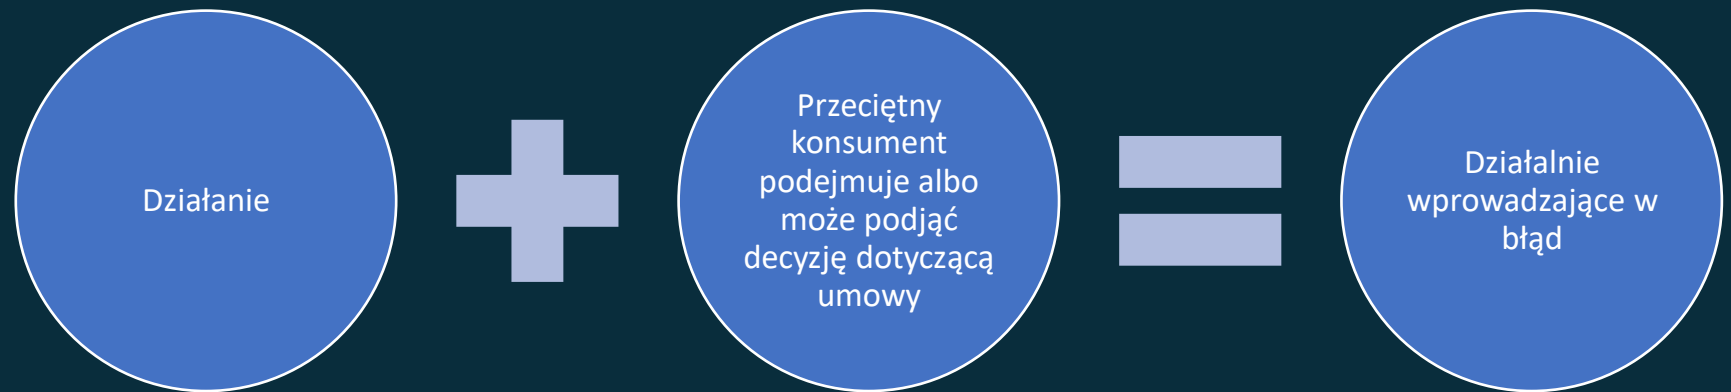 Działanie
Przeciętny
konsument
podejmuje albo
może podjąć
decyzję dotyczącą
umowy
Działalnie
wprowadzające w
błąd